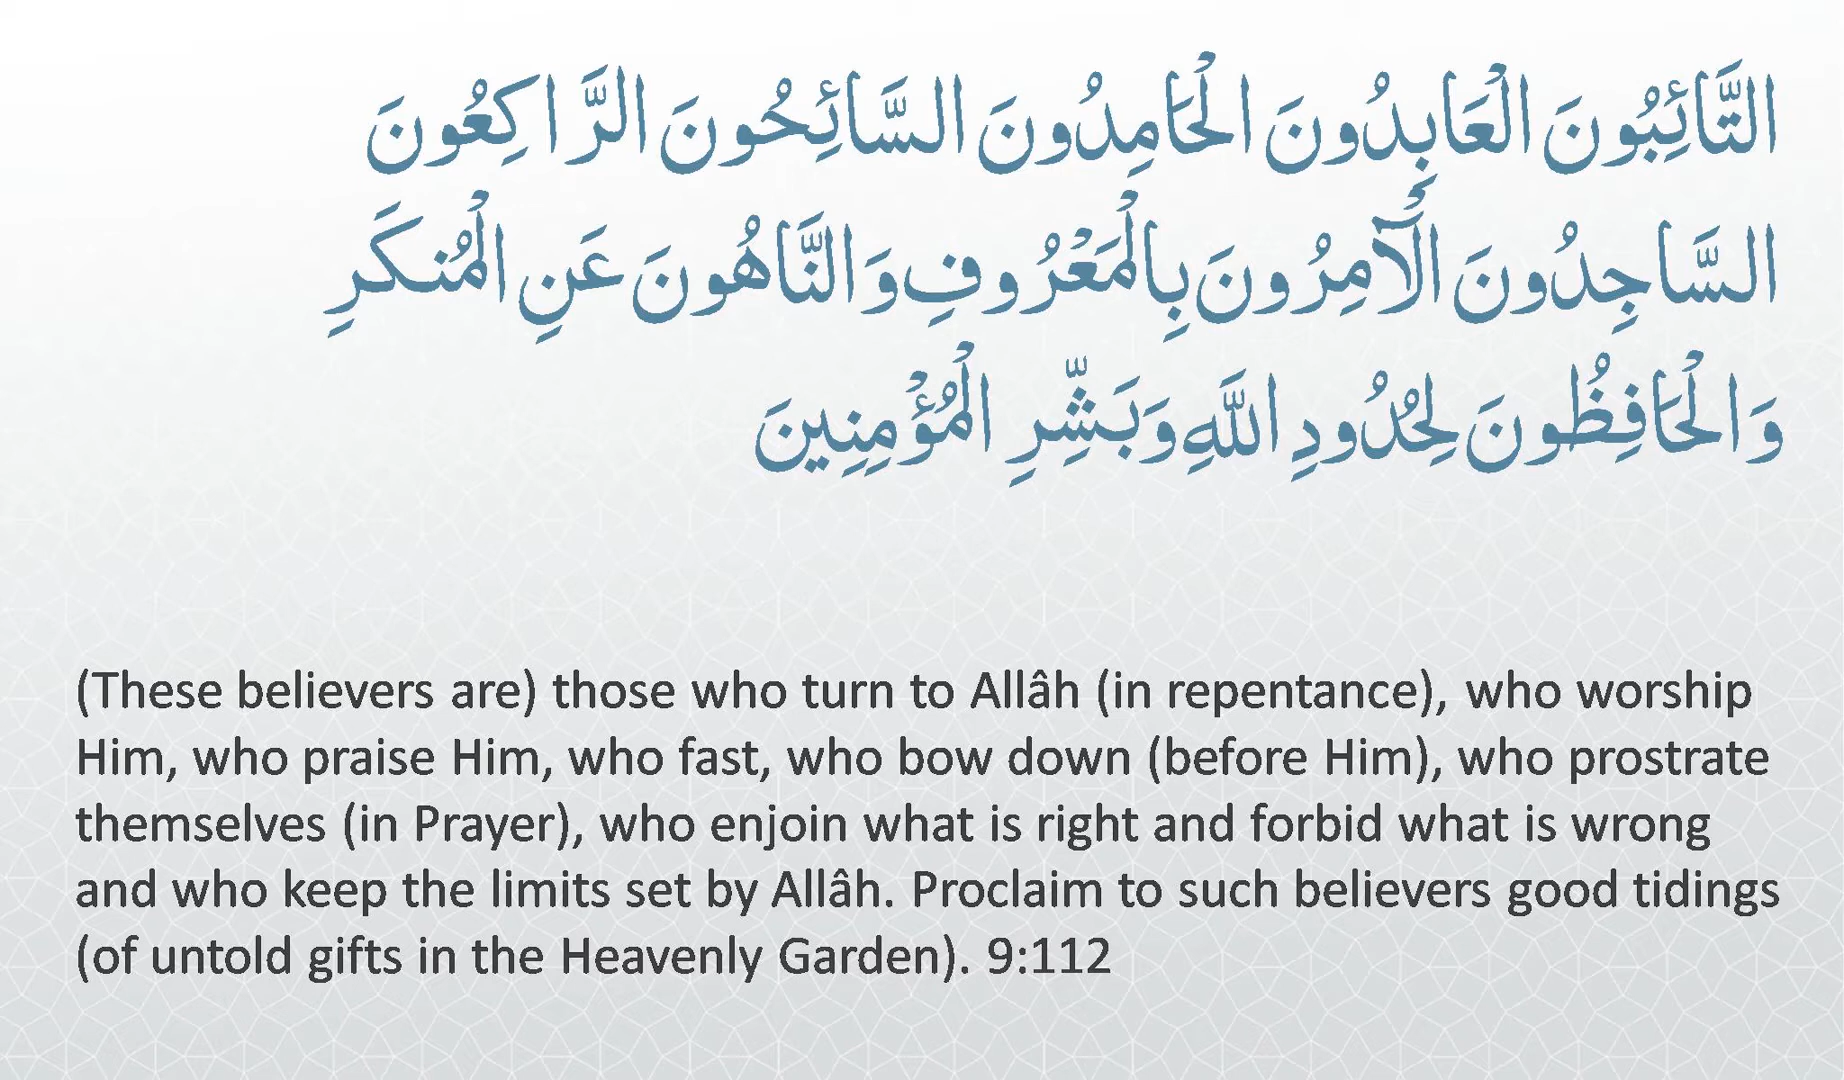 التَّائِبُونَ الْعَابِدُونَ الْحَامِدُونَ السَّائِحُونَ الرَّاكِعُونَ
السَّاجِدُونَ الْآمِرُونَ بِالْمَعْرُوفِ وَالنَّاهُونَ عَنِ الْمُنكَرِ
وَالْحَافِظُونَ لِحُدُودِ اللَّهِ وَبَشِّرِ الْمُؤْمِنِينَ
(These believers are) those who turn to Allâh (in repentance), who worship
Him, who praise Him, who fast, who bow down (before Him), who prostrate
themselves (in Prayer), who enjoin what is right and forbid what is wrong
and who keep the limits set by Allâh. Proclaim to such believers good tidings
(of untold gifts in the Heavenly Garden). 9:112